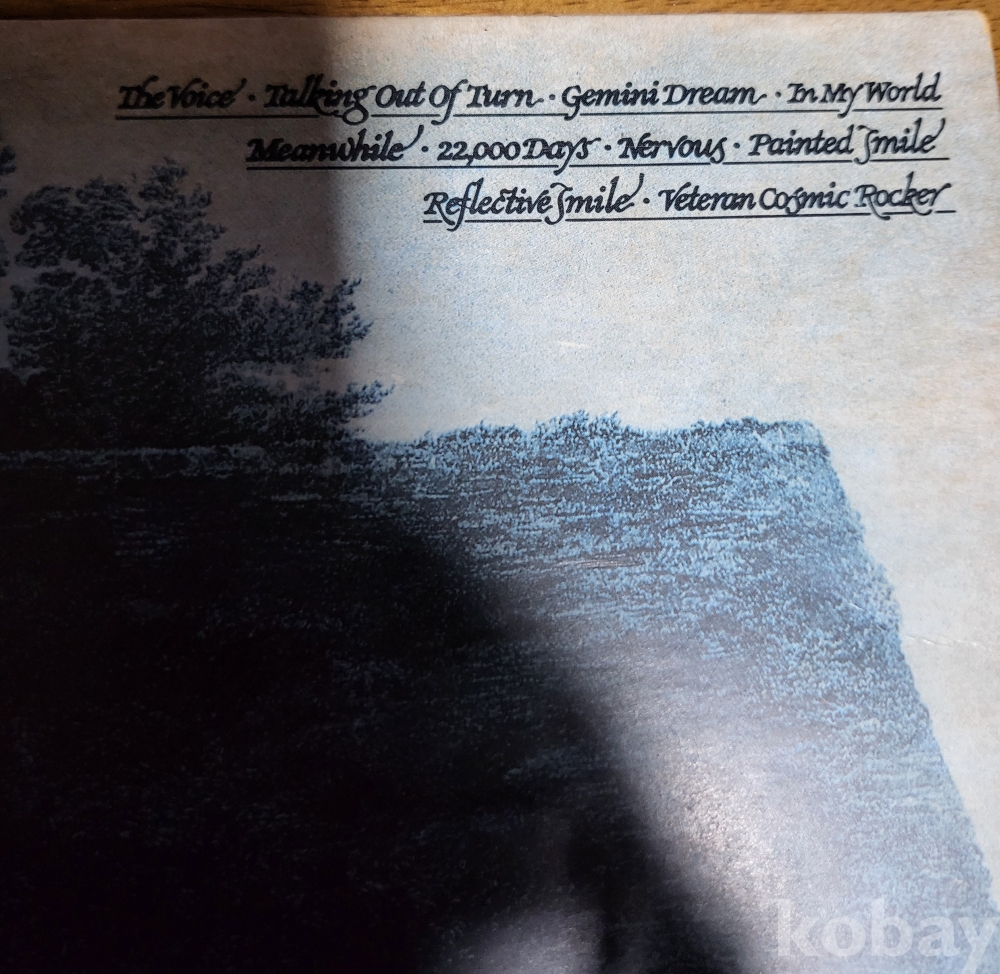 The Voice · Talking Out Of Turn · Gemini Dream · In My World
Meanwhile · 22,000 Days · Nervous · Painted Smile
Reflective Smile · Veteran Cosmic Rocker
kobay